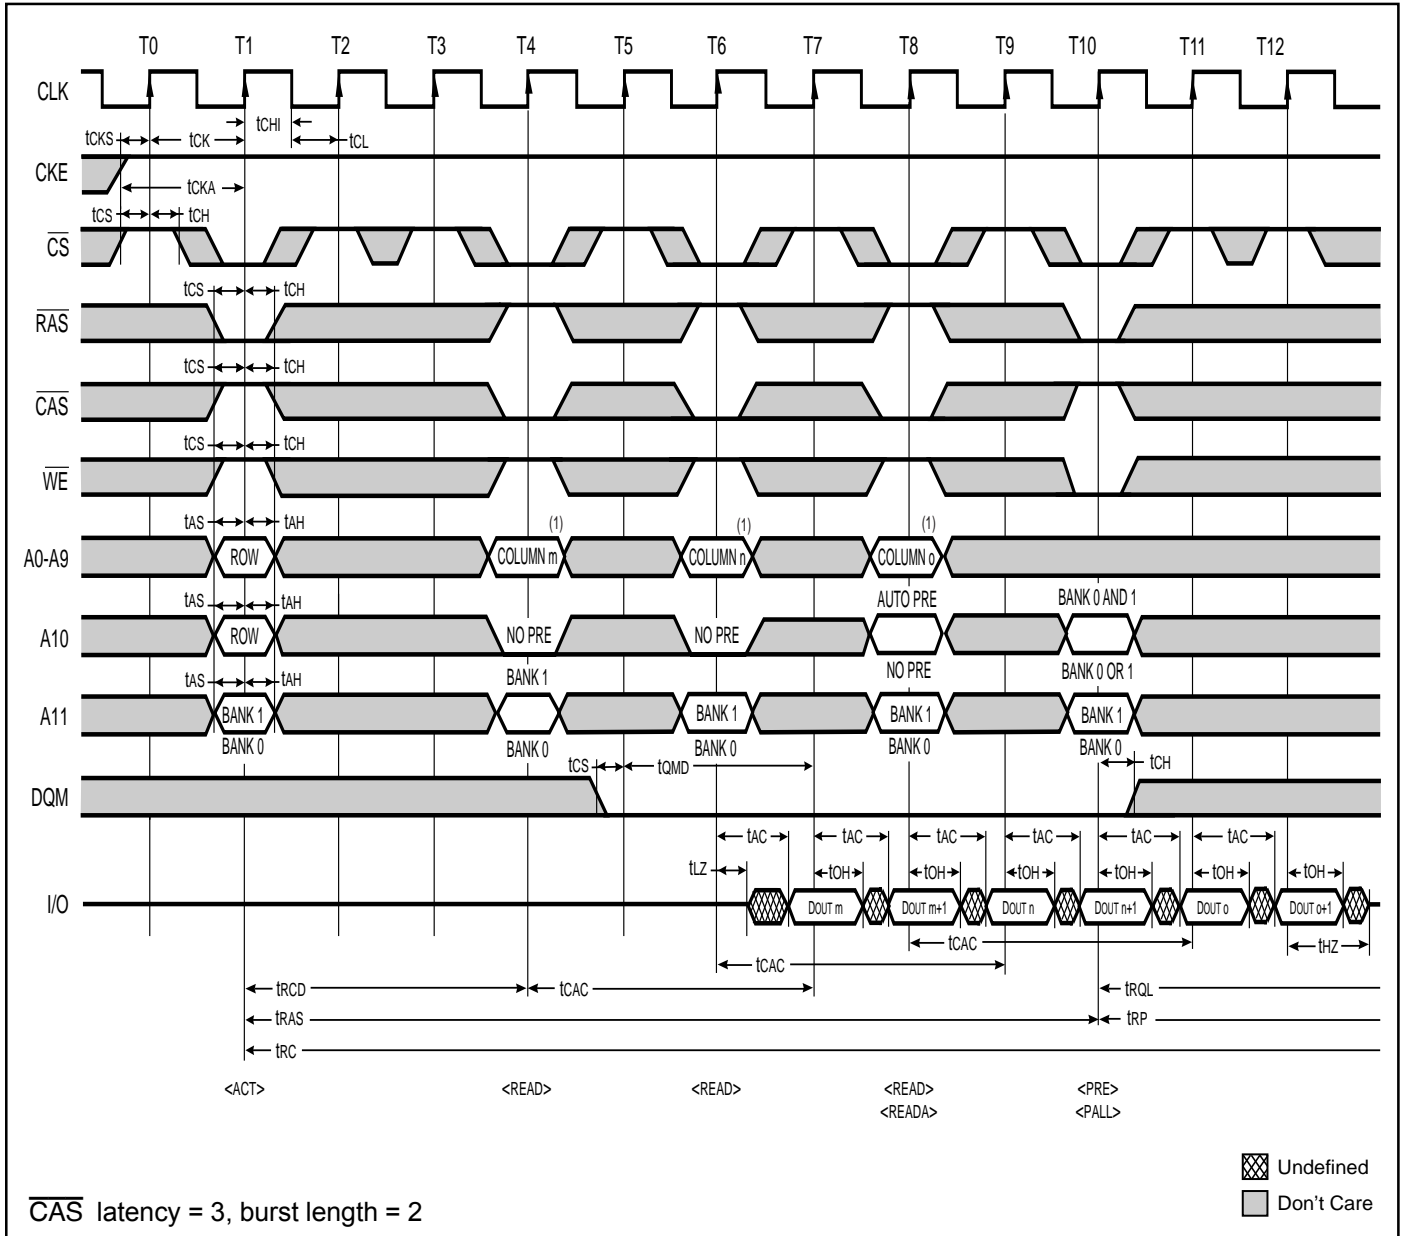 T0 T1 T2 T3 T4 T5 T6 T7 T8 T9 T10 T11 T12
CLK
tCHI
tCKS tCK tCL
CKE
tCKA
tCS tCH
CS
tCS tCH
RAS
tCS tCH
CAS
tCS tCH
WE
tAS tAH (1) (1) (1)
A0-A9 ROW COLUMN m COLUMN n COLUMN o
tAS tAH AUTO PRE BANK 0 AND 1
A10 ROW NO PRE NO PRE
tAS tAH BANK 1 NO PRE BANK 0 OR 1
A11 BANK 1 BANK 1 BANK 1 BANK 1
BANK 0 BANK 0 BANK 0 BANK 0 BANK 0
tCS tQMD tCH
DQM
tAC tAC tAC tAC tAC tAC
tLZ tOH tOH tOH tOH tOH tOH
I/O DOUT m DOUT m+1 DOUT n DOUT n+1 DOUT o DOUT o+1
tCAC tHZ
tCAC
tRCD tCAC tRQL
tRAS tRP
tRC
<ACT> <READ> <READ> <READ> <PRE>
<READA> <PALL>
Undefined
Don't Care
CAS latency = 3, burst length = 2